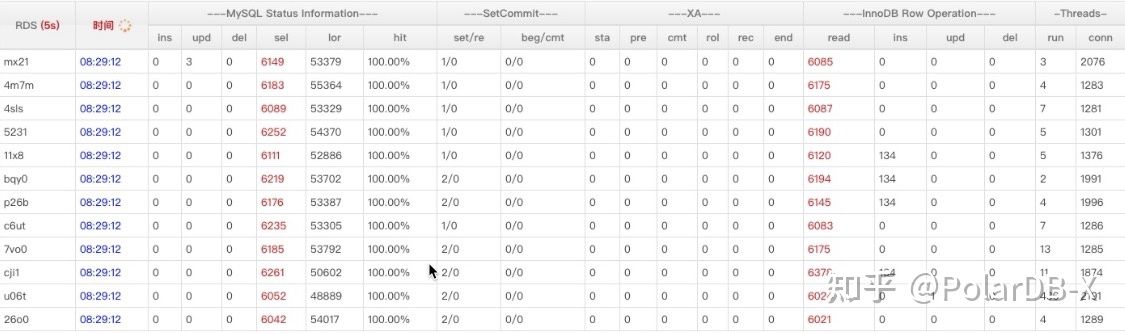 RDS (5s) 时间 ---MySQL Status Information--- ---SetCommit--- ---XA--- ---InnoDB Row Operation--- -Threads-
ins upd del sel lor hit set/re beg/cmt sta pre cmt rol rec end read ins upd del run conn
mx21 08:29:12 0 3 0 6149 53379 100.00% 1/0 0/0 0 0 0 0 0 0 6085 0 0 0 3 2076
4m7m 08:29:12 0 0 0 6183 55364 100.00% 1/0 0/0 0 0 0 0 0 0 6175 0 0 0 4 1283
4sls 08:29:12 0 0 0 6089 53329 100.00% 1/0 0/0 0 0 0 0 0 0 6087 0 0 0 7 1281
5231 08:29:12 0 0 0 6252 54370 100.00% 1/0 0/0 0 0 0 0 0 0 6190 0 0 0 5 1301
11x8 08:29:12 0 0 0 6111 52886 100.00% 1/0 0/0 0 0 0 0 0 0 6120 134 0 0 5 1376
bqy0 08:29:12 0 0 0 6219 53702 100.00% 2/0 0/0 0 0 0 0 0 0 6194 134 0 0 2 1991
p26b 08:29:12 0 0 0 6176 53387 100.00% 2/0 0/0 0 0 0 0 0 0 6145 134 0 0 4 1996
c6ut 08:29:12 0 0 0 6235 53305 100.00% 1/0 0/0 0 0 0 0 0 0 6083 0 0 0 7 1286
7vo0 08:29:12 0 0 0 6185 53792 100.00% 2/0 0/0 0 0 0 0 0 0 6175 0 0 0 13 1285
cji1 08:29:12 0 0 0 6261 50602 100.00% 2/0 0/0 0 0 0 0 0 0 0 0 11 1874
u06t 08:29:12 0 0 0 6052 48889 100.00% 2/0 0/0 0 0 0 0 0 0 0 1 0
26o0 08:29:12 0 0 0 6042 54017 100.00% 2/0 0/0 0 0 0 0 0 0 6021 0 0 0 4 1289
知乎 @PolarDB-X